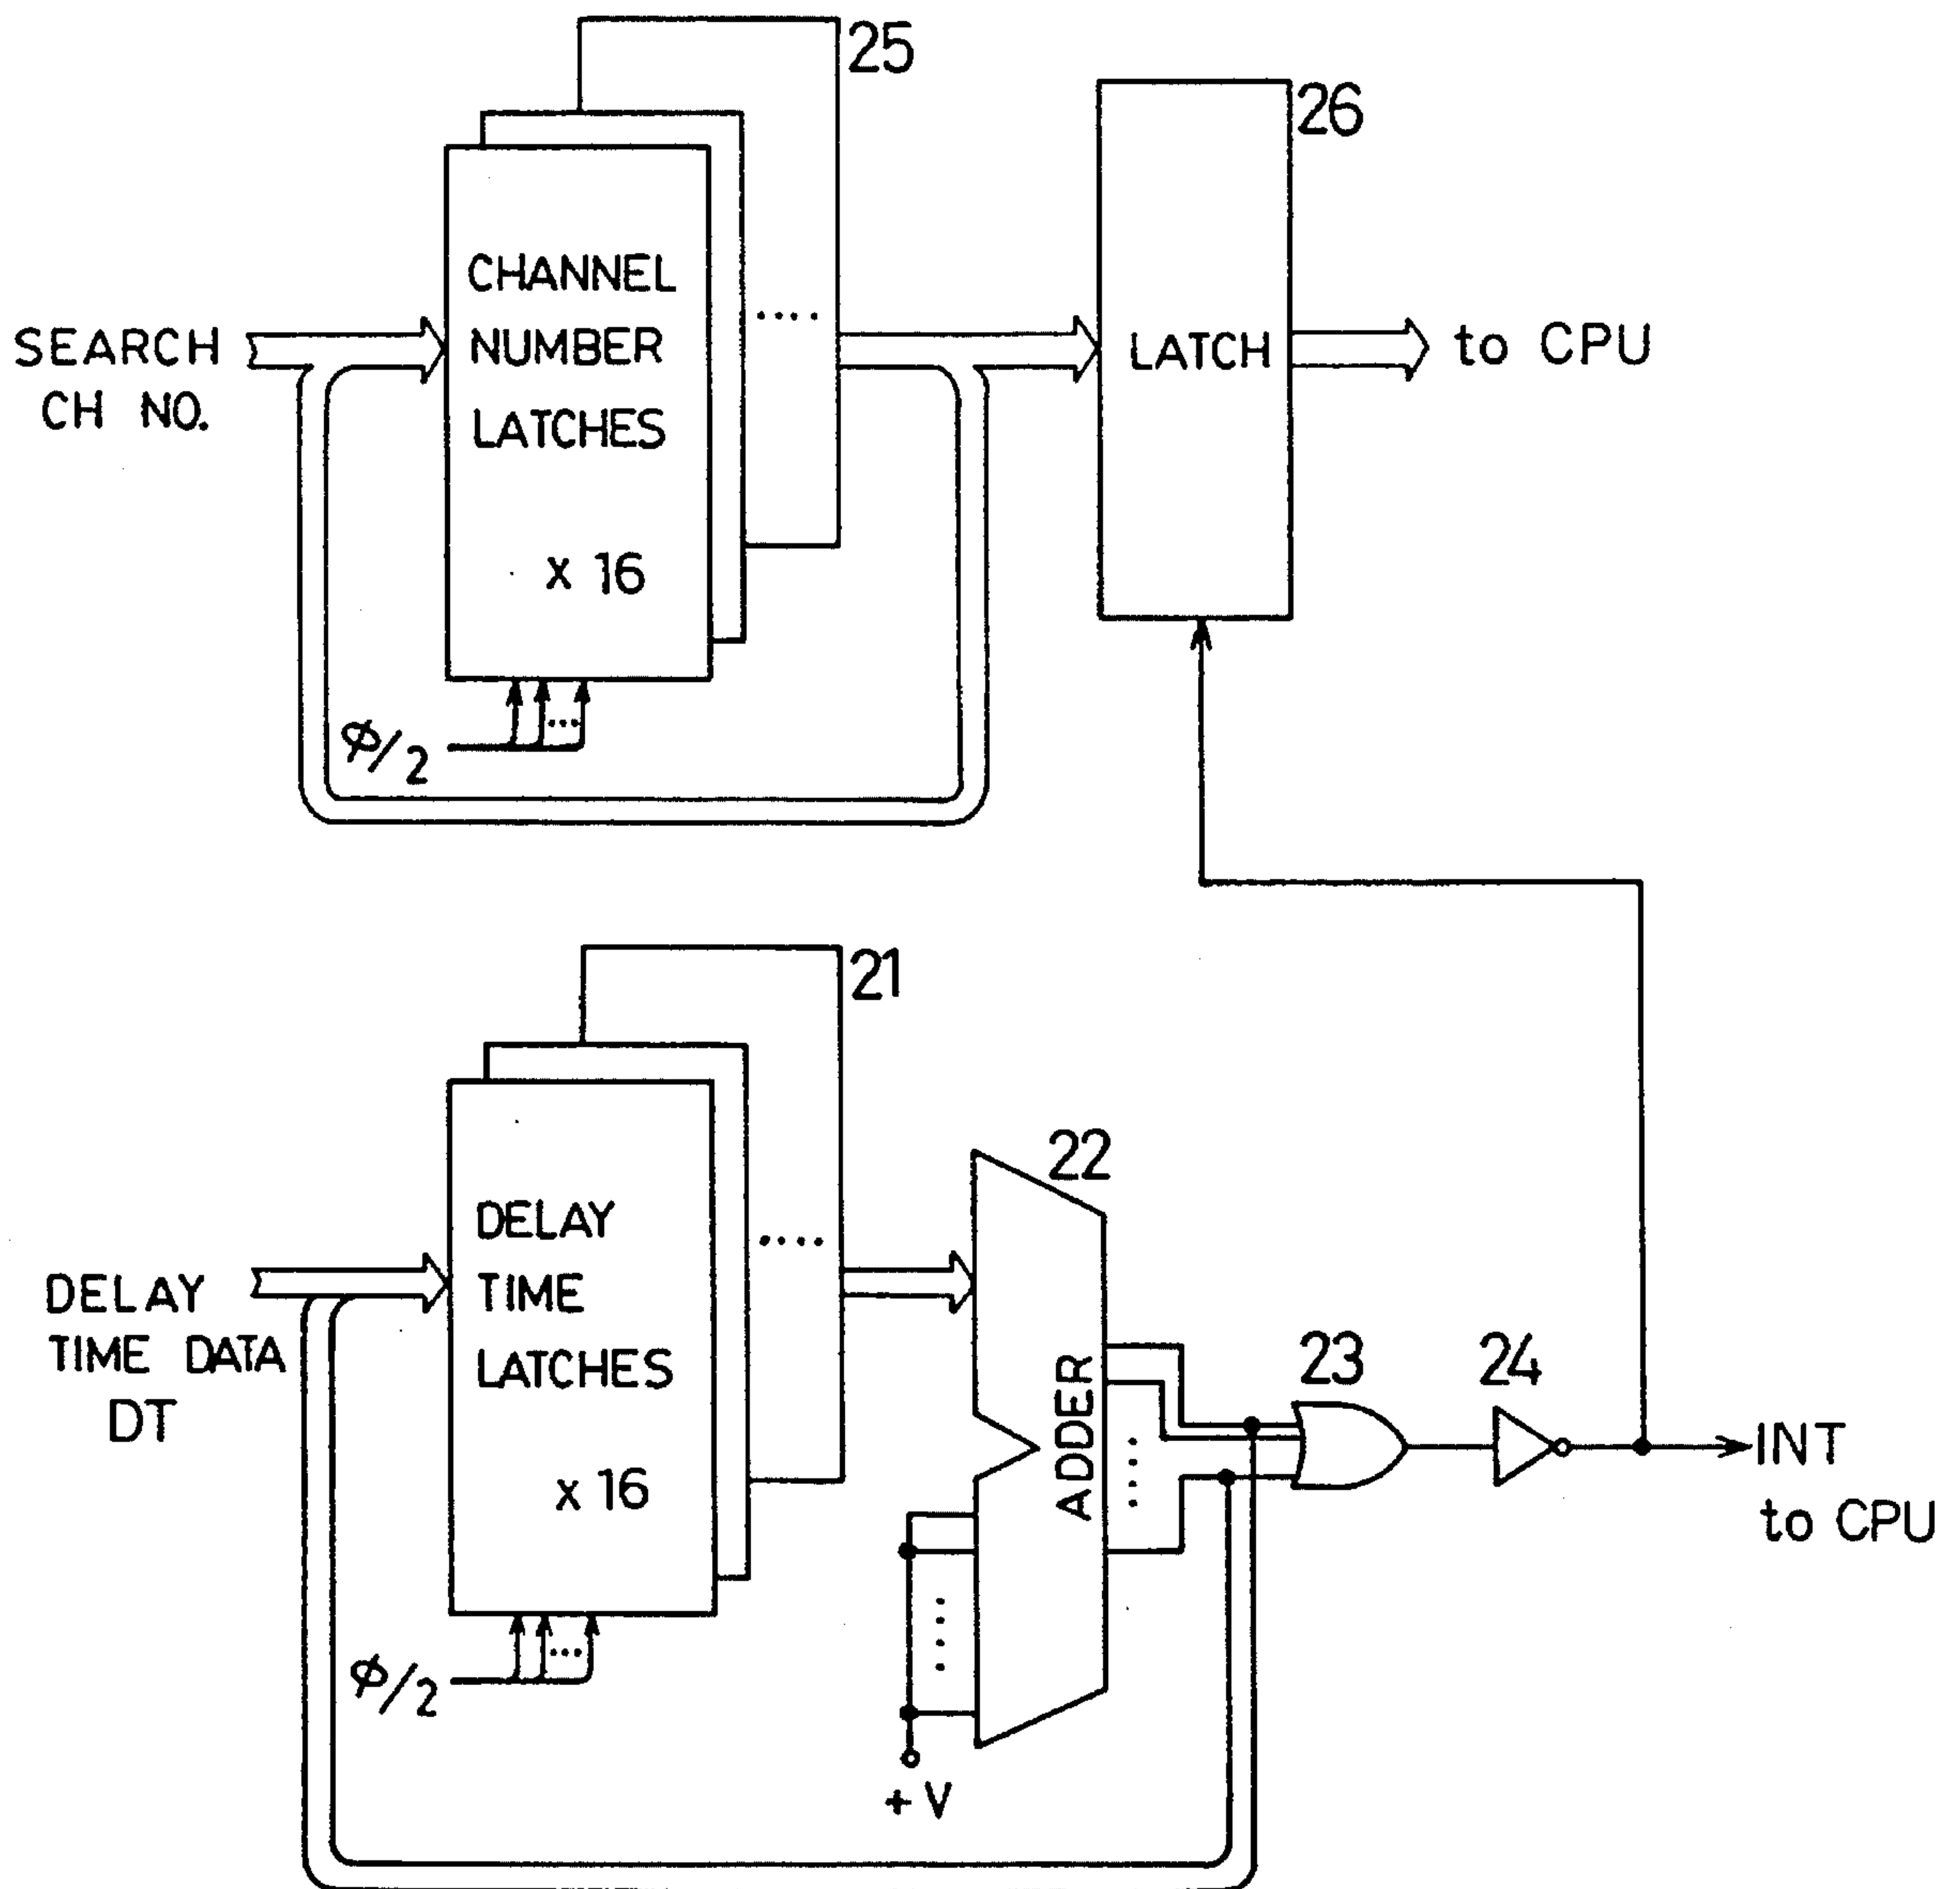 25
26
CHANNEL
NUMBER
LATCHES
x 16
....
SEARCH
CH NO.
LATCH
to CPU
ϕ/2
...
21
22
DELAY
TIME
LATCHES
x 16
....
DELAY
TIME DATA
DT
ADDER
....
....
23
24
INT
to CPU
ϕ/2
...
+V